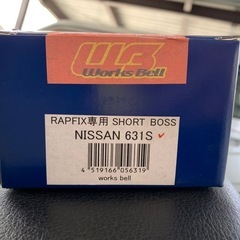 WB
Works Bell
RAPFIX専用 SHORT BOSS
NISSAN 631S
4 519166 056319
works bell